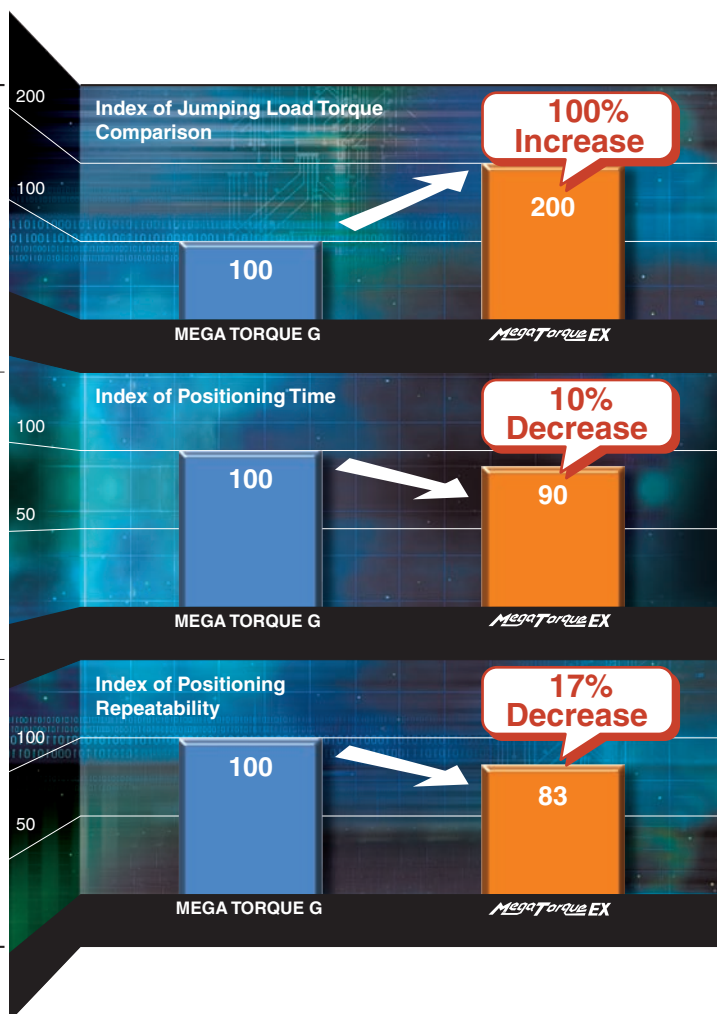 200
100
Index of Jumping Load Torque
Comparison
100%
Increase
200
100
MEGA TORQUE G
MegaTorque EX
100
50
Index of Positioning Time
10%
Decrease
100
90
MEGA TORQUE G
MegaTorque EX
100
50
Index of Positioning
Repeatability
17%
Decrease
100
83
MEGA TORQUE G
MegaTorque EX